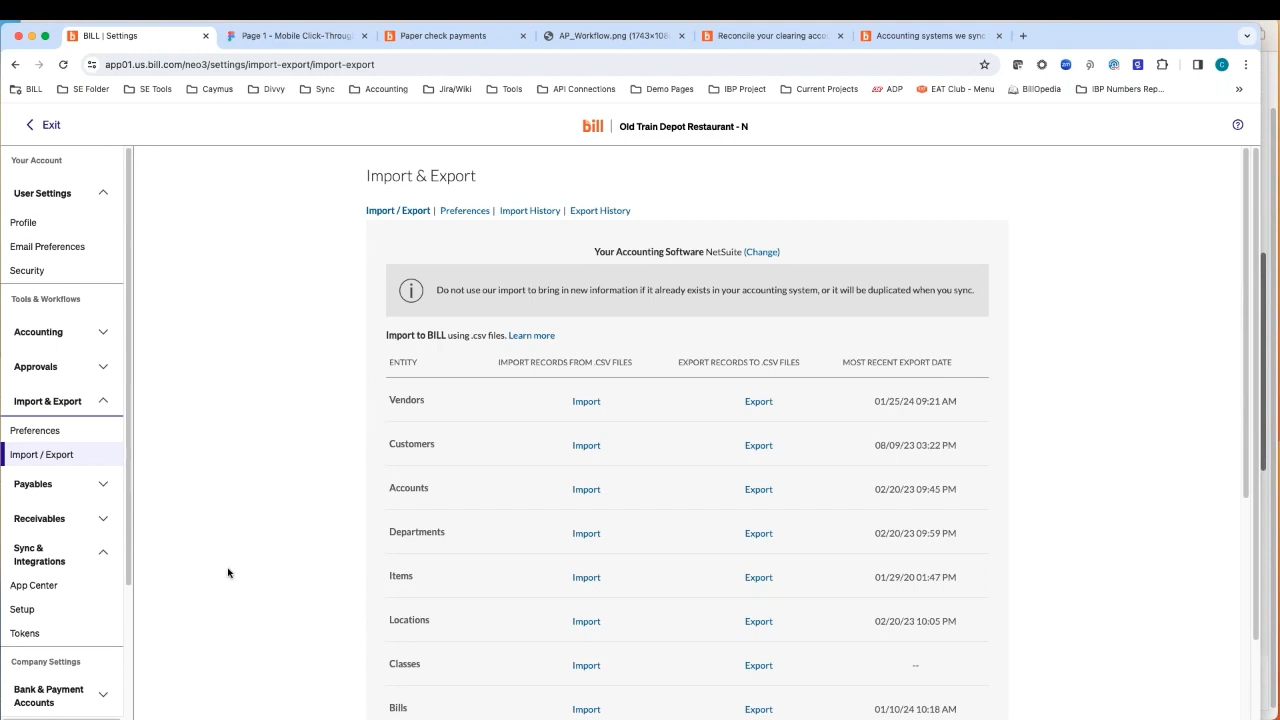 BILL | Settings
Page 1 - Mobile Click-Throug
Paper check payments
AP_Workflow.png (1743×108
Reconcile your clearing acco
Accounting systems we sync
app01.us.bill.com/neo3/settings/import-export/import-export
BILL
SE Folder
SE Tools
Caymus
Divvy
Sync
Accounting
Jira/Wiki
Tools
API Connections
Demo Pages
IBP Project
Current Projects
ADP
EAT Club - Menu
BillOpedia
IBP Numbers Rep...
Exit
bill | Old Train Depot Restaurant - N
Your Account
User Settings
Profile
Email Preferences
Security
Tools & Workflows
Accounting
Approvals
Import & Export
Preferences
Import / Export
Payables
Receivables
Sync &
Integrations
App Center
Setup
Tokens
Company Settings
Bank & Payment
Accounts
Import & Export
Import / Export | Preferences | Import History | Export History
Your Accounting Software NetSuite (Change)
Do not use our import to bring in new information if it already exists in your accounting system, or it will be duplicated when you sync.
Import to BILL using .csv files. Learn more
ENTITY IMPORT RECORDS FROM .CSV FILES EXPORT RECORDS TO .CSV FILES MOST RECENT EXPORT DATE
Vendors Import Export 01/25/24 09:21 AM
Customers Import Export 08/09/23 03:22 PM
Accounts Import Export 02/20/23 09:45 PM
Departments Import Export 02/20/23 09:59 PM
Items Import Export 01/29/20 01:47 PM
Locations Import Export 02/20/23 10:05 PM
Classes Import Export --
Bills Import Export 01/10/24 10:18 AM